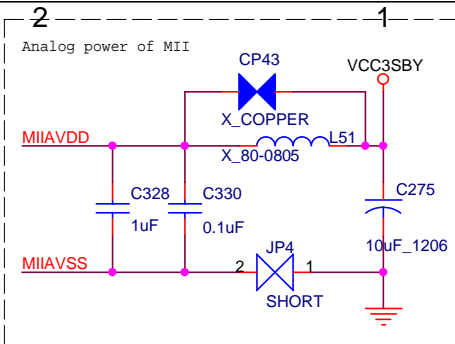 2 1
Analog power of MII
CP43
VCC3SBY
X_COPPER
MIIAVDD
L51
X_80-0805
C328
C330
C275
1uF
0.1uF
10uF_1206
JP4
MIIAVSS
2 1
SHORT